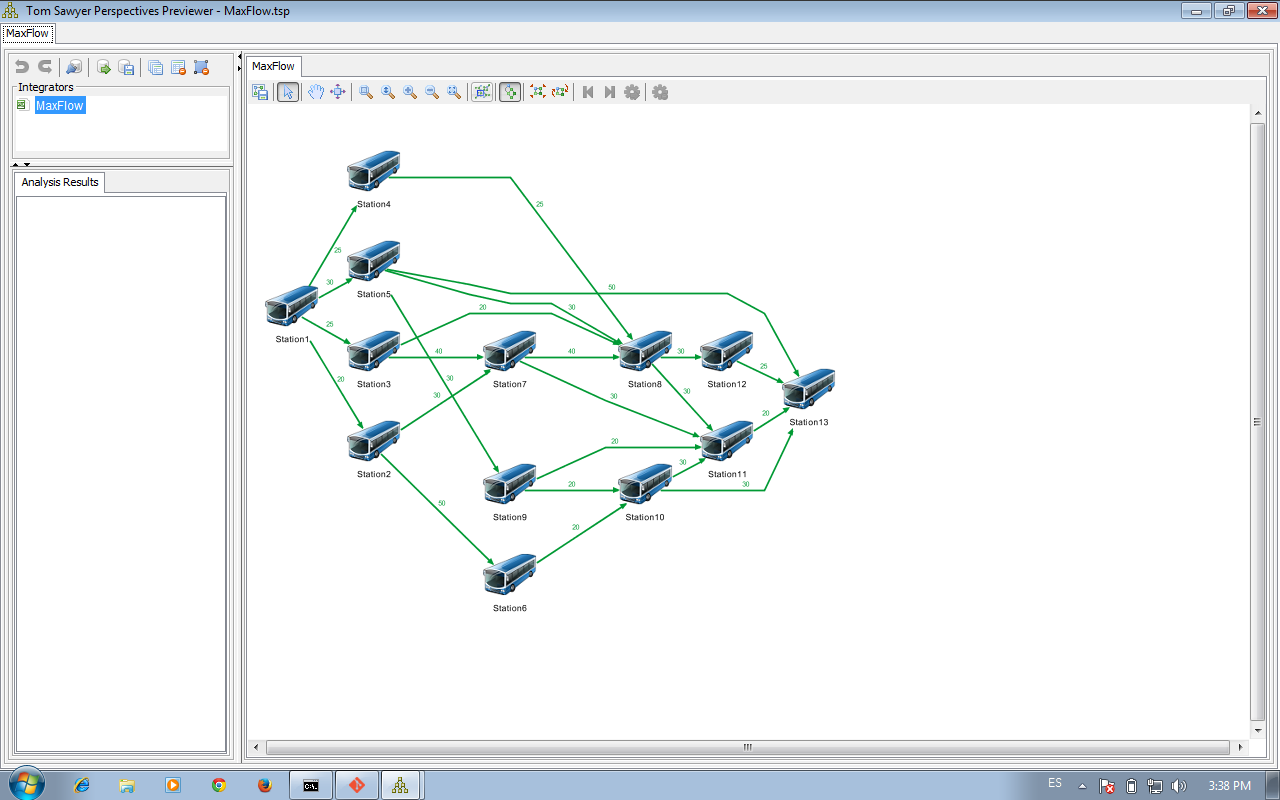 Tom Sawyer Perspectives Previewer - MaxFlow.tsp
MaxFlow
Integrators
MaxFlow
Analysis Results
MaxFlow
Station4
25
25
Station5
30
50
30
Station1
25
20
Station3
40
Station7
40
Station8
30
Station12
25
20
30
30
30
30
Station13
20
Station2
20
Station11
30
50
Station9
20
Station10
30
20
Station6
ES
3:38 PM